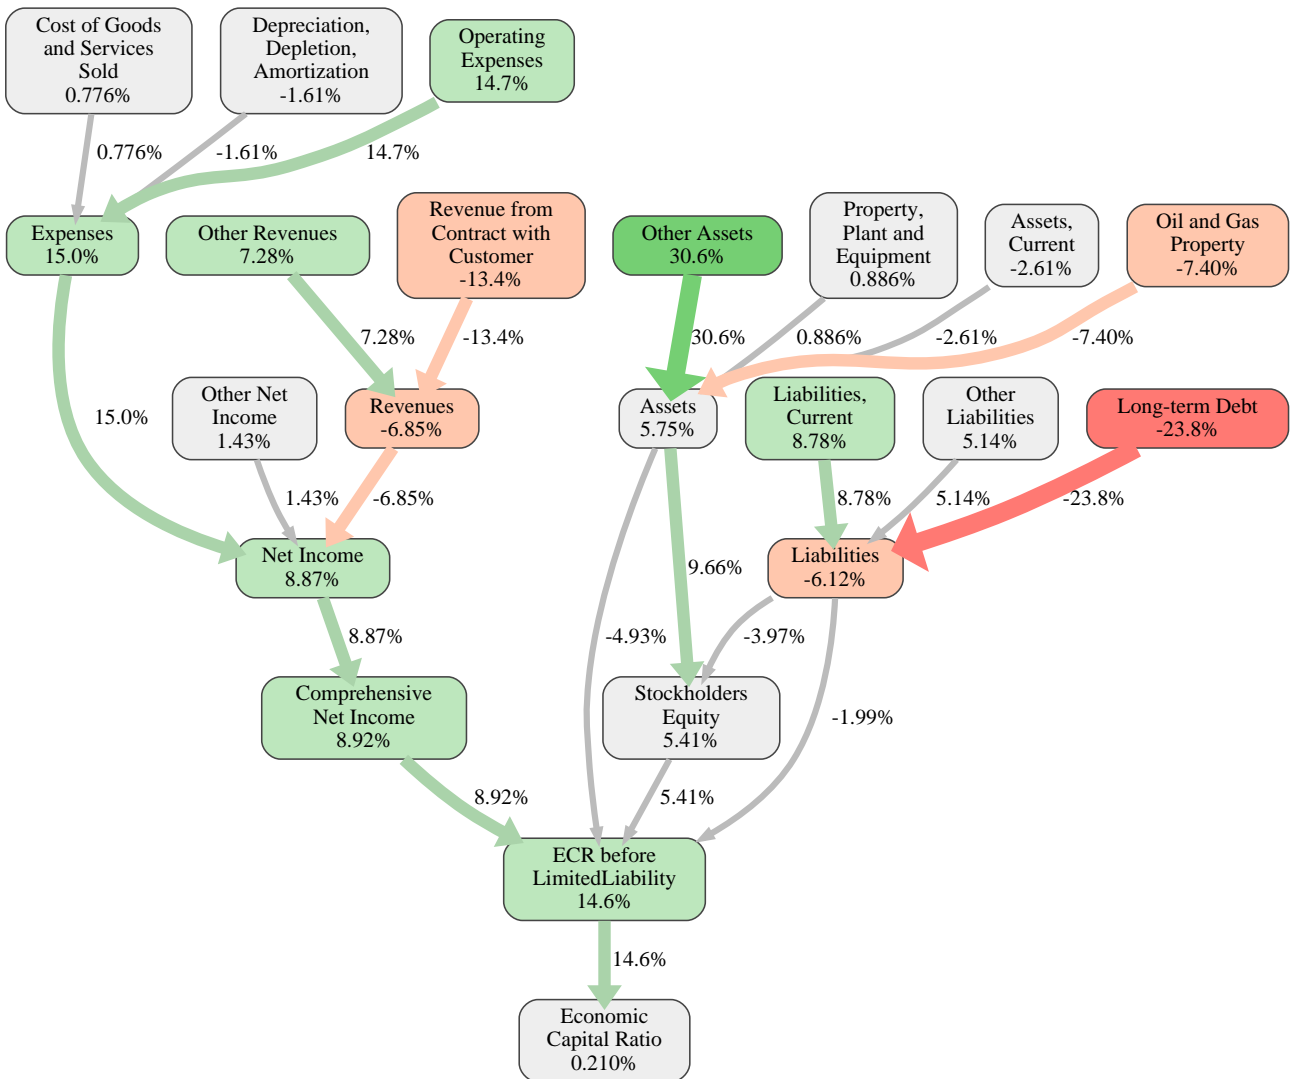 Cost of Goods
and Services
Sold
0.776%
Depreciation,
Depletion,
Amortization
-1.61%
Operating
Expenses
14.7%
0.776%
-1.61%
14.7%
Expenses
15.0%
Other Revenues
7.28%
Revenue from
Contract with
Customer
-13.4%
Other Assets
30.6%
Property,
Plant and
Equipment
0.886%
Assets,
Current
-2.61%
Oil and Gas
Property
-7.40%
7.28%
-13.4%
30.6%
0.886%
-2.61%
-7.40%
15.0%
Other Net
Income
1.43%
Revenues
-6.85%
Assets
5.75%
Liabilities,
Current
8.78%
Other
Liabilities
5.14%
Long-term Debt
-23.8%
1.43%
-6.85%
8.78%
5.14%
-23.8%
Net Income
8.87%
9.66%
Liabilities
-6.12%
8.87%
-4.93%
-3.97%
-1.99%
Comprehensive
Net Income
8.92%
Stockholders
Equity
5.41%
8.92%
5.41%
ECR before
LimitedLiability
14.6%
14.6%
Economic
Capital Ratio
0.210%